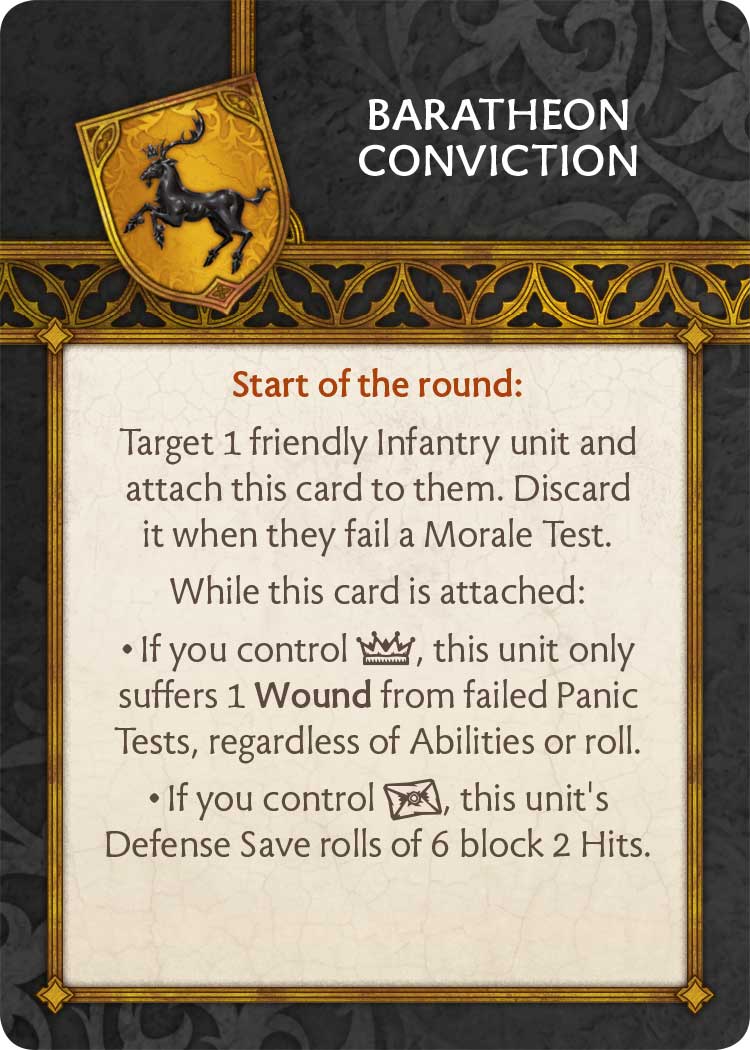 BARATHEON
CONVICTION
Start of the round:
Target 1 friendly Infantry unit and
attach this card to them. Discard
it when they fail a Morale Test.
While this card is attached:
• If you control , this unit only
suffers 1 Wound from failed Panic
Tests, regardless of Abilities or roll.
• If you control , this unit's
Defense Save rolls of 6 block 2 Hits.